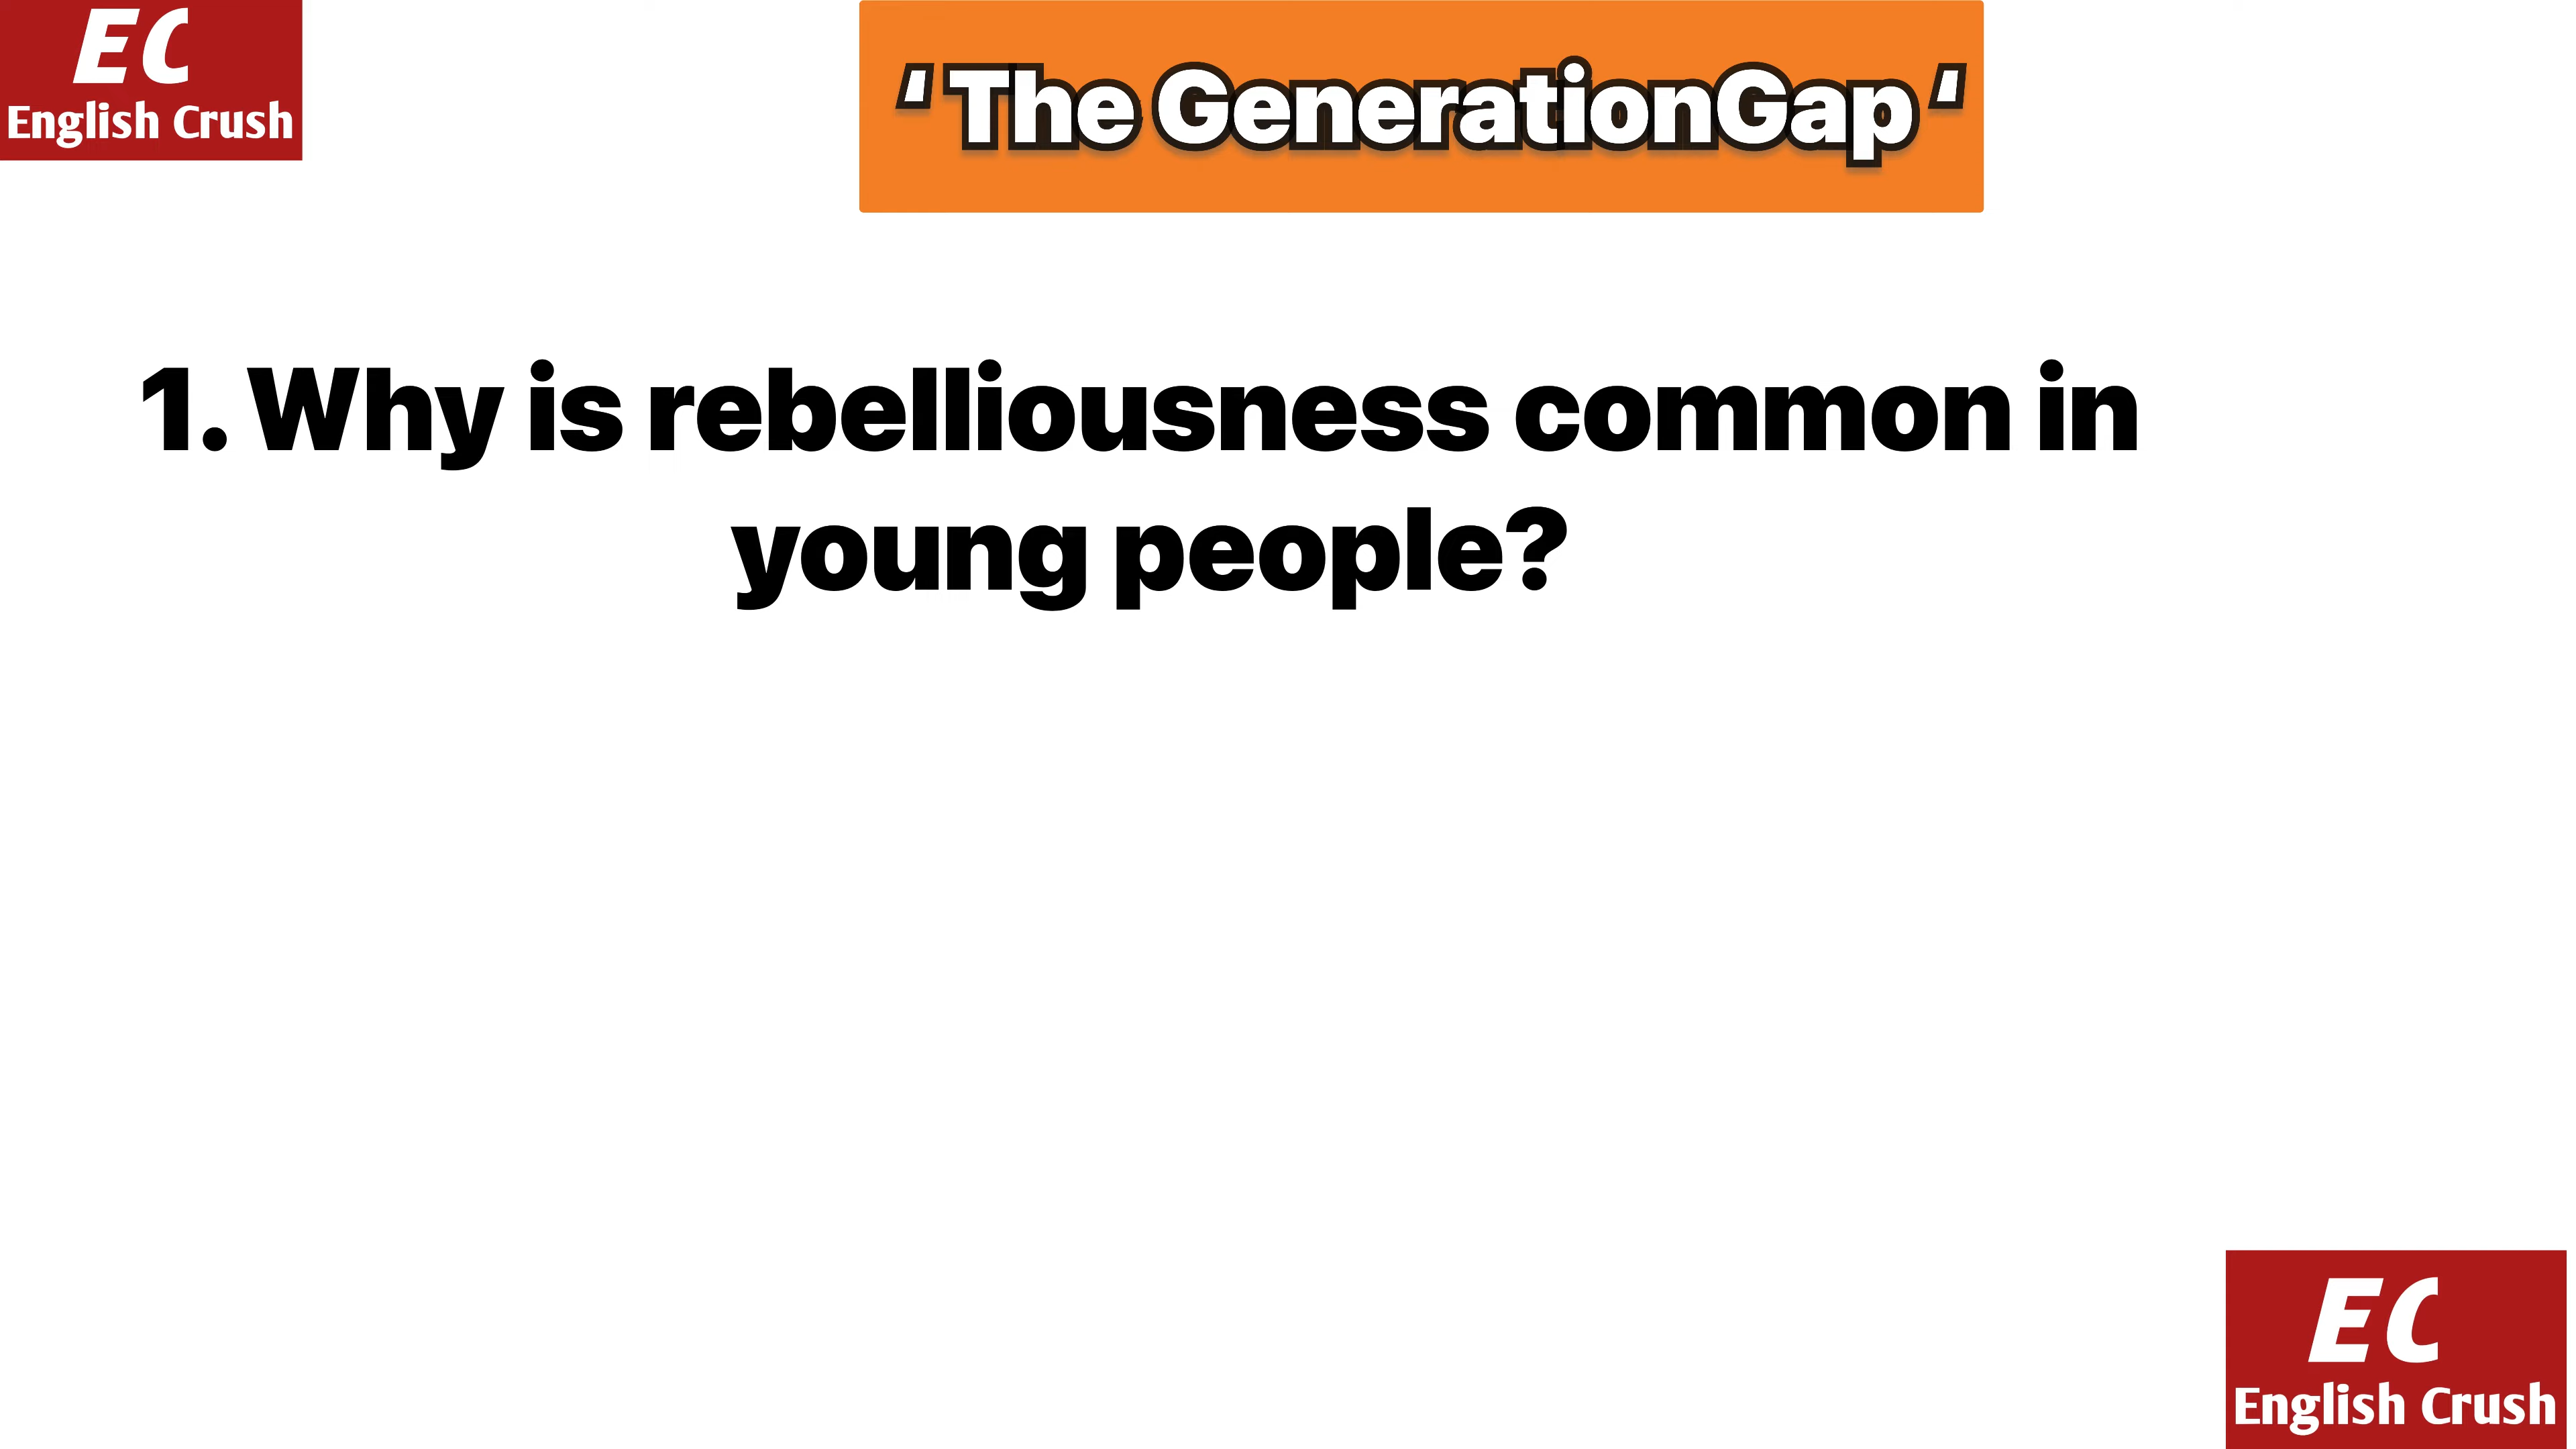 EC
English Crush
‘ The GenerationGap ‘
1. Why is rebelliousness common in
young people?
EC
English Crush